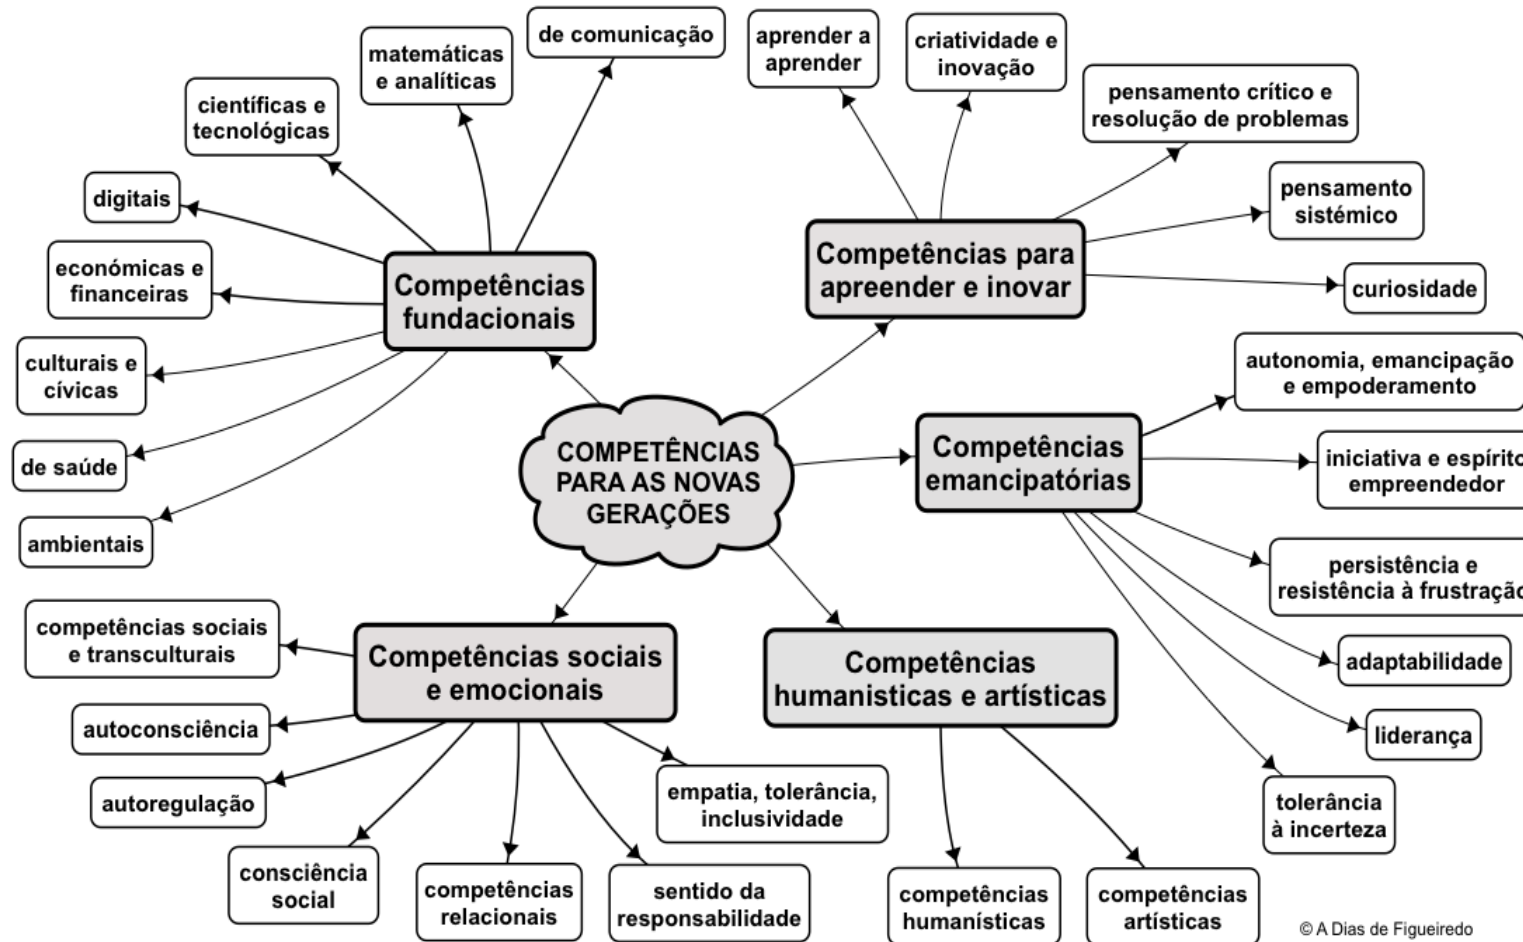 COMPETÊNCIAS
PARA AS NOVAS
GERAÇÕES
Competências
fundacionais
de comunicação
matemáticas
e analíticas
científicas e
tecnológicas
digitais
económicas e
financeiras
culturais e
cívicas
de saúde
ambientais
Competências para
apreender e inovar
aprender a
aprender
criatividade e
inovação
pensamento crítico e
resolução de problemas
pensamento
sistémico
curiosidade
Competências
emancipatórias
autonomia, emancipação
e empoderamento
iniciativa e espírito
empreendedor
persistência e
resistência à frustração
adaptabilidade
liderança
tolerância
à incerteza
Competências
humanisticas e artísticas
competências
humanísticas
competências
artísticas
Competências sociais
e emocionais
competências sociais
e transculturais
autoconsciência
autoregulação
consciência
social
competências
relacionais
sentido da
responsabilidade
empatia, tolerância,
inclusividade
© A Dias de Figueiredo